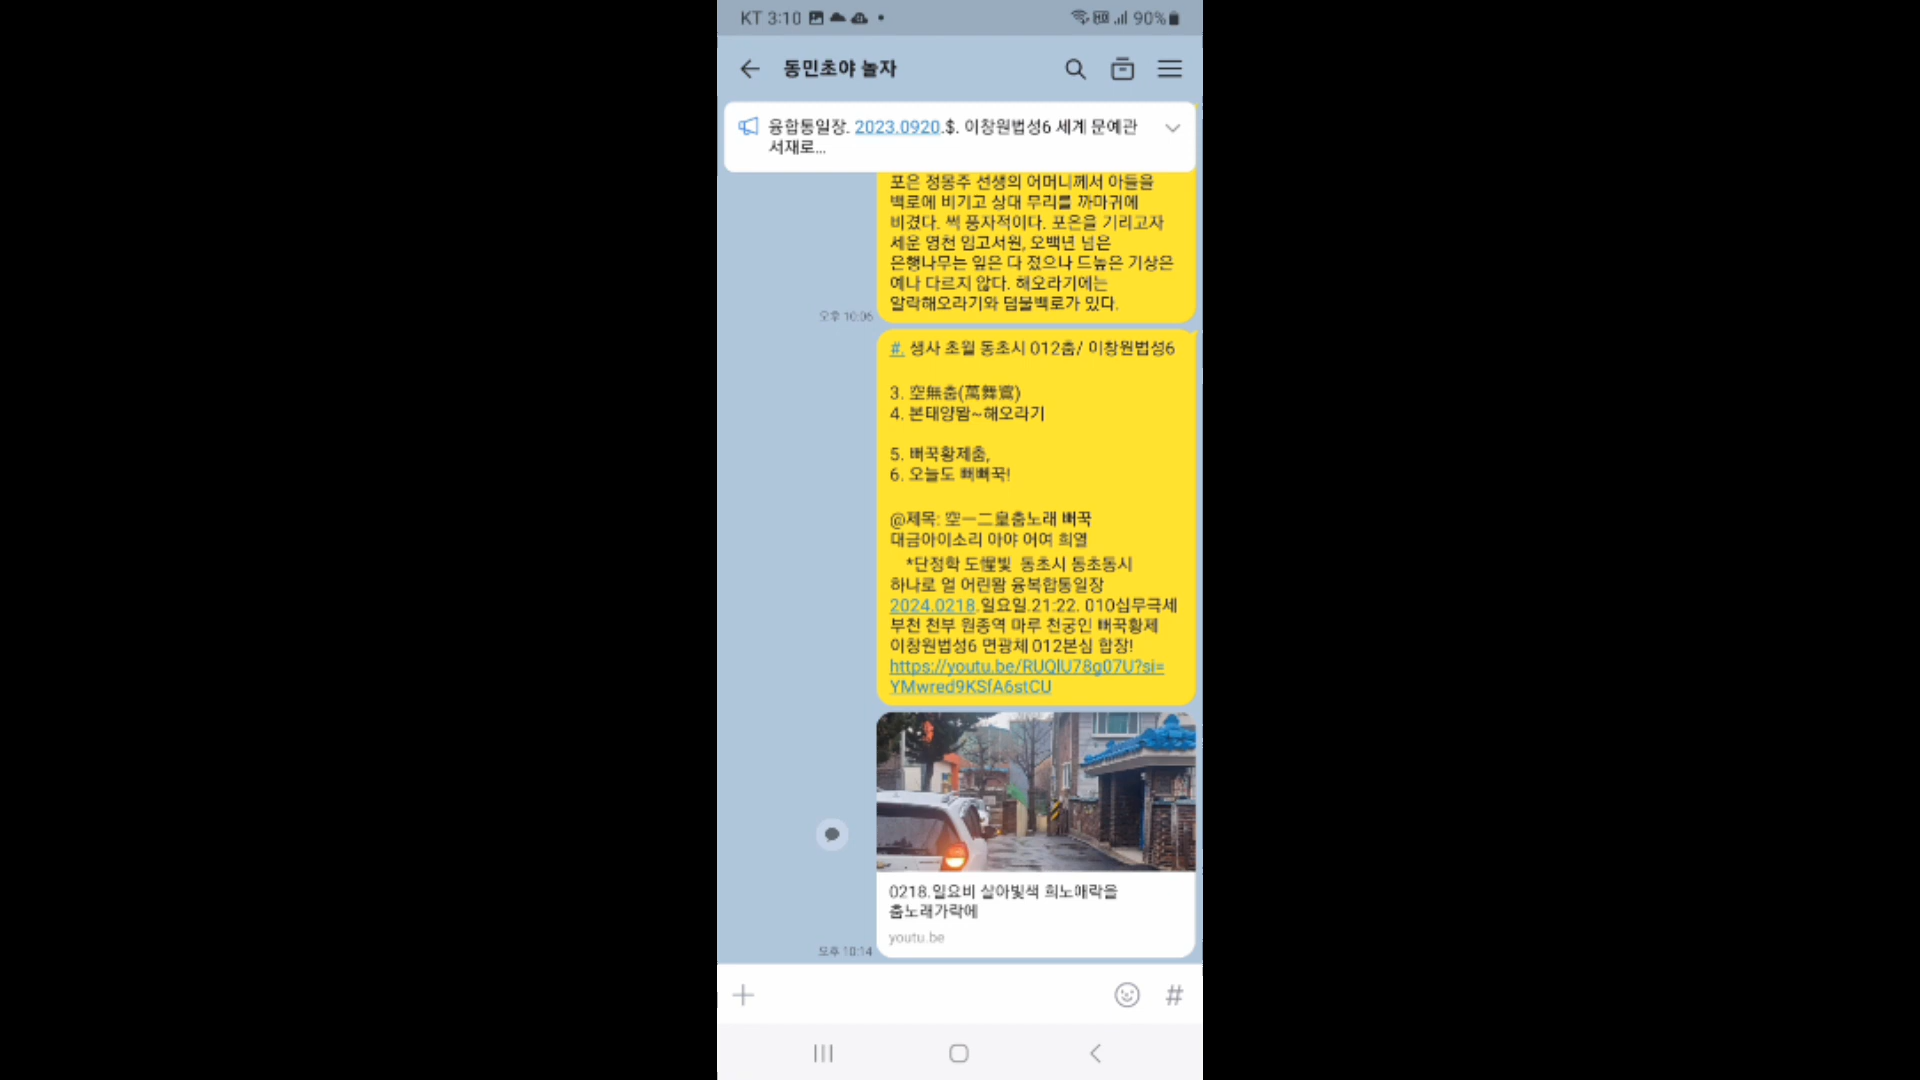 KT 3:10
90%
동민초야 놀자
융합통일장. 2023.0920.$. 이창원법성6 세계 문예관
서재로...
포은 정몽주 선생의 어머니께서 아들을
백로에 비기고 상대 무리를 까마귀에
비겼다. 썩 풍자적이다. 포은을 기리고자
세운 영천 임고서원, 오백년 넘은
은행나무는 잎은 다 졌으나 드높은 기상은
예나 다르지 않다. 해오라기에는
알락해오라기와 덤불백로가 있다.
오후 10:06
#. 생사 초월 동초시 012춤/ 이창원법성6
3. 空無춤(萬舞鷺)
4. 본태양왐~해오라기
5. 뻐꾹황제춤,
6. 오늘도 뻐뻐꾹!
@제목: 空一二皇춤노래 뻐꾹
대금아이소리 아야 어여 희열
*단정학 도惺빛 동초시 동초동시
하나로 얼 어린왐 융복합통일장
2024.0218.일요일.21:22. 010십무극세
부천 천부 원종역 마루 천궁인 뻐꾹황제
이창원법성6 면광체 012본심 합장!
https://youtu.be/RUQlU78g07U?si=
YMwred9KSfA6stCU
0218.일요비 살아빛색 희노애락을
춤노래가락에
youtu.be
오후 10:14
#